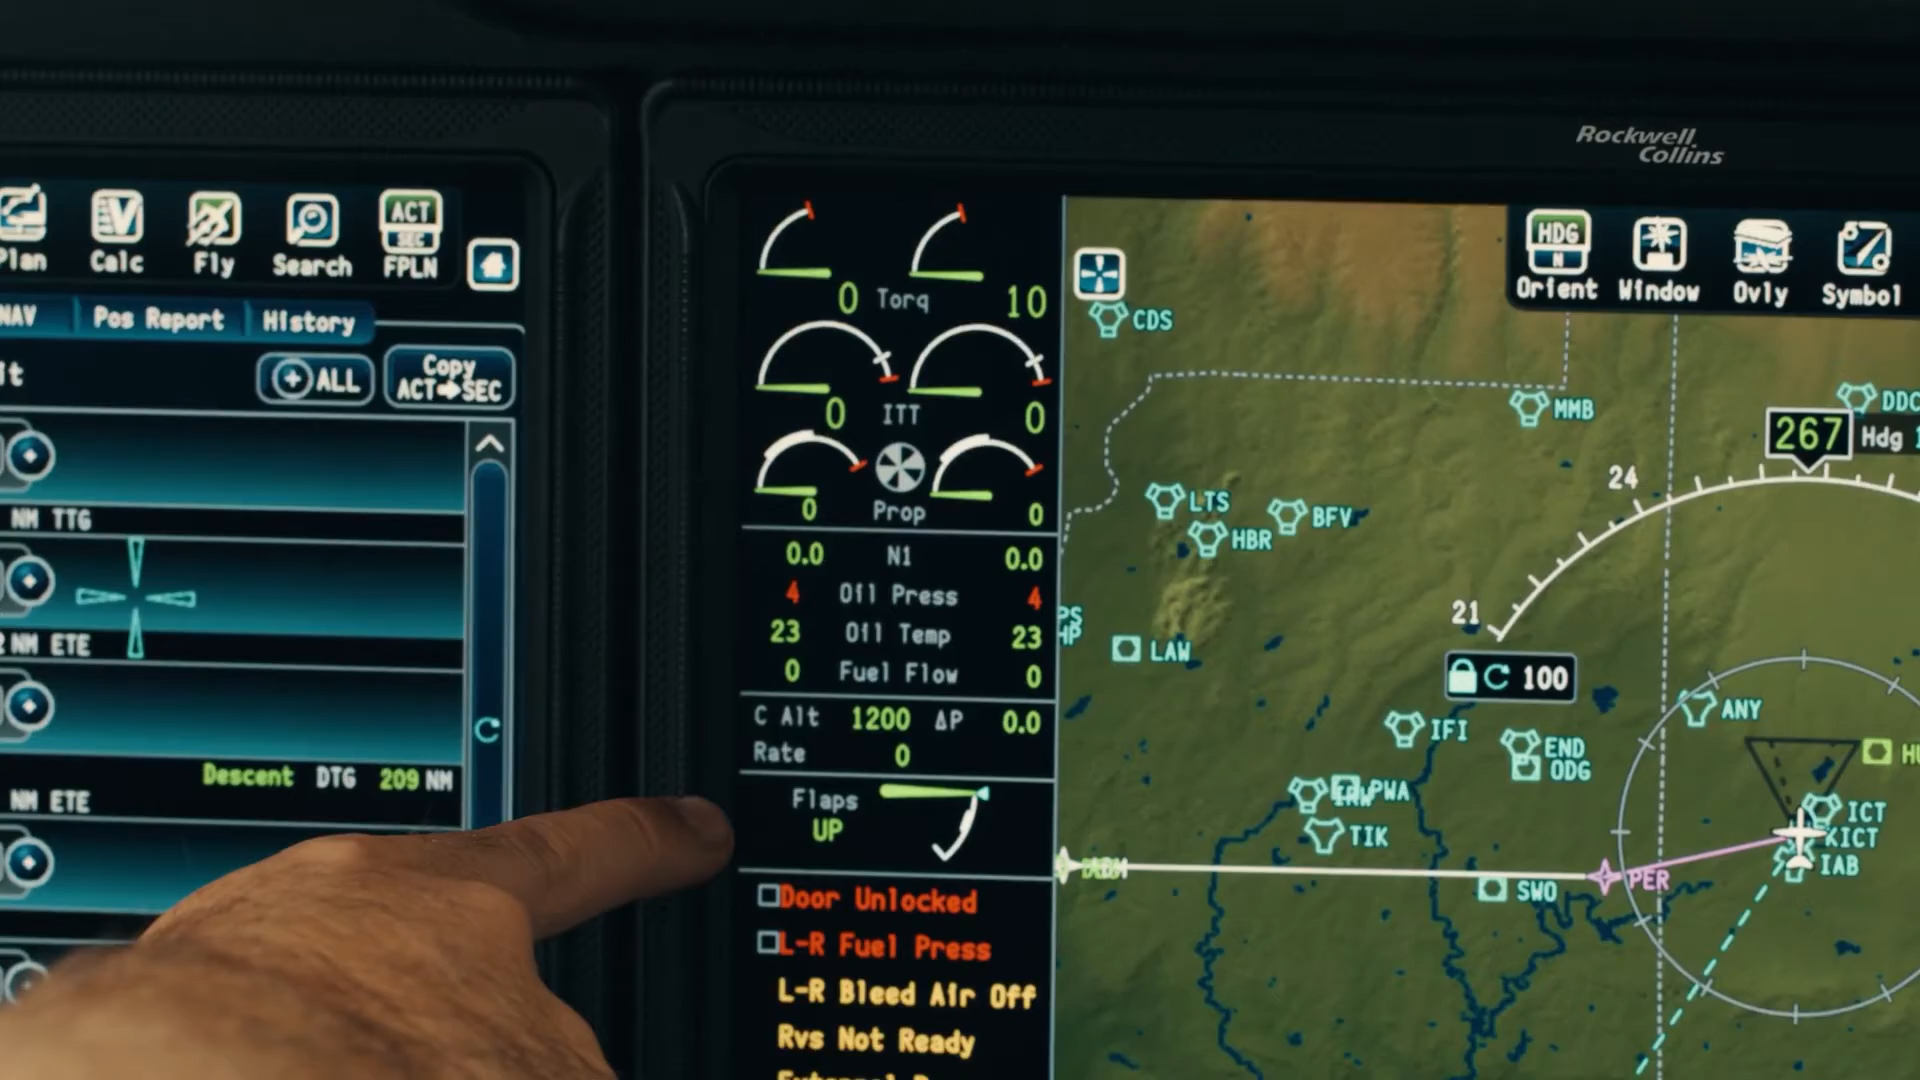 Rockwell
Collins
Plan
Calc
Fly
Search
ACT
SEC
FPLN
NAV
Pos Report
History
ALL
Copy
ACT➡SEC
NM TTG
NM ETE
Descent DTG 209 NM
NM ETE
0 Torq 10
0 ITT 0
0 Prop 0
0.0 N1 0.0
4 Oil Press 4
23 Oil Temp 23
0 Fuel Flow 0
C Alt 1200 ΔP 0.0
Rate 0
Flaps
UP
Door Unlocked
L-R Fuel Press
L-R Bleed Air Off
Rvs Not Ready
HDG
N
Orient
Window
Ovly
Symbol
CDS
MMB
DDC
267 Hdg
24
21
LTS
HBR
BFV
LAW
100
IFI
END
ODG
ANY
PWA
TIK
ICT
KICT
IAB
PER
SWO